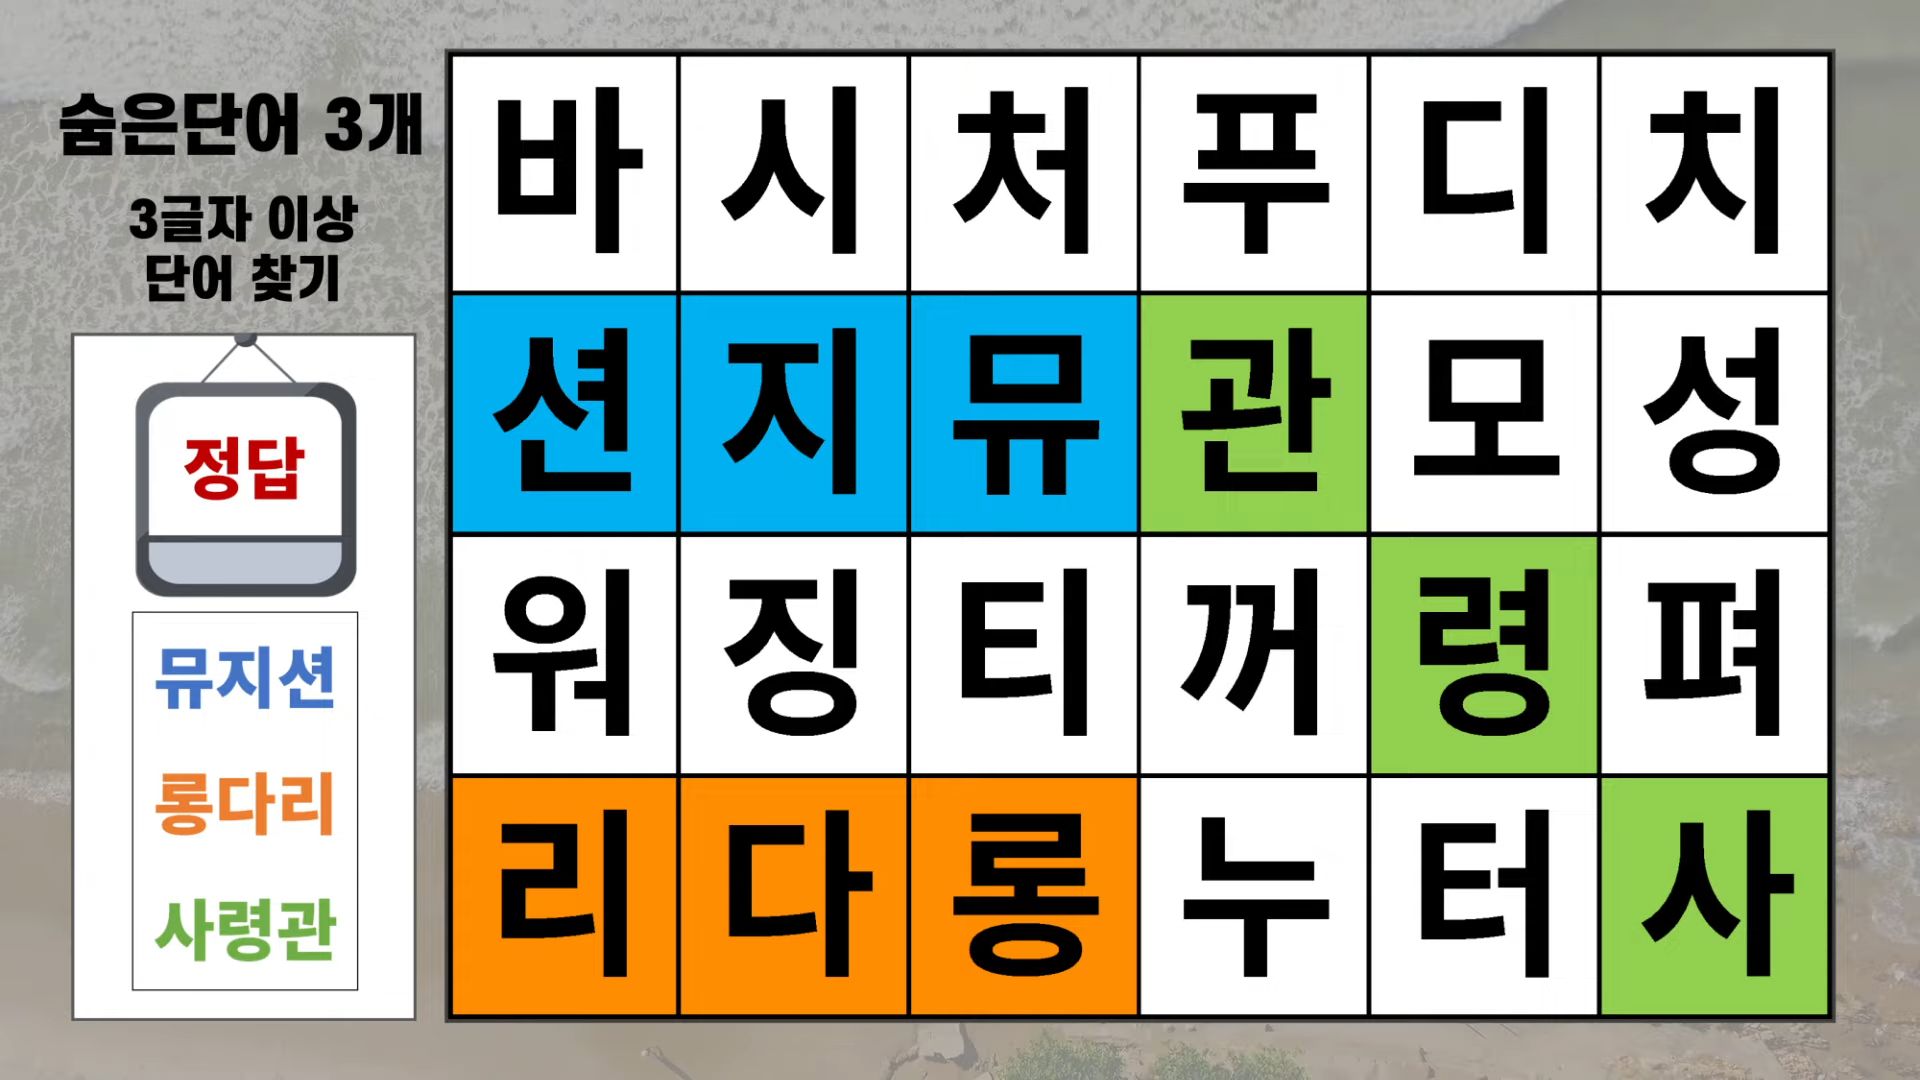 숨은단어 3개
3글자 이상
단어 찾기
정답
뮤지션
롱다리
사령관
바 시 처 푸 디 치
션 지 뮤 관 모 성
워 징 티 꺼 령 펴
리 다 롱 누 터 사